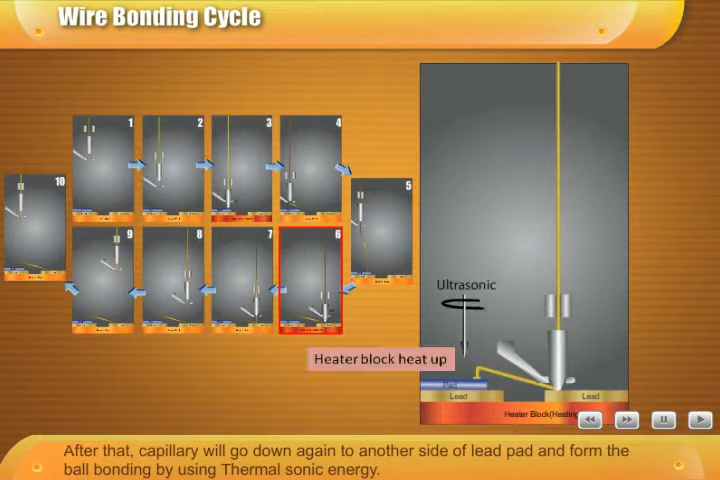 Wire Bonding Cycle
1
2
3
4
10
5
9
8
7
6
Ultrasonic
Heater block heat up
Pad
Lead
Lead
Heater Block(Heating
After that, capillary will go down again to another side of lead pad and form the
ball bonding by using Thermal sonic energy.